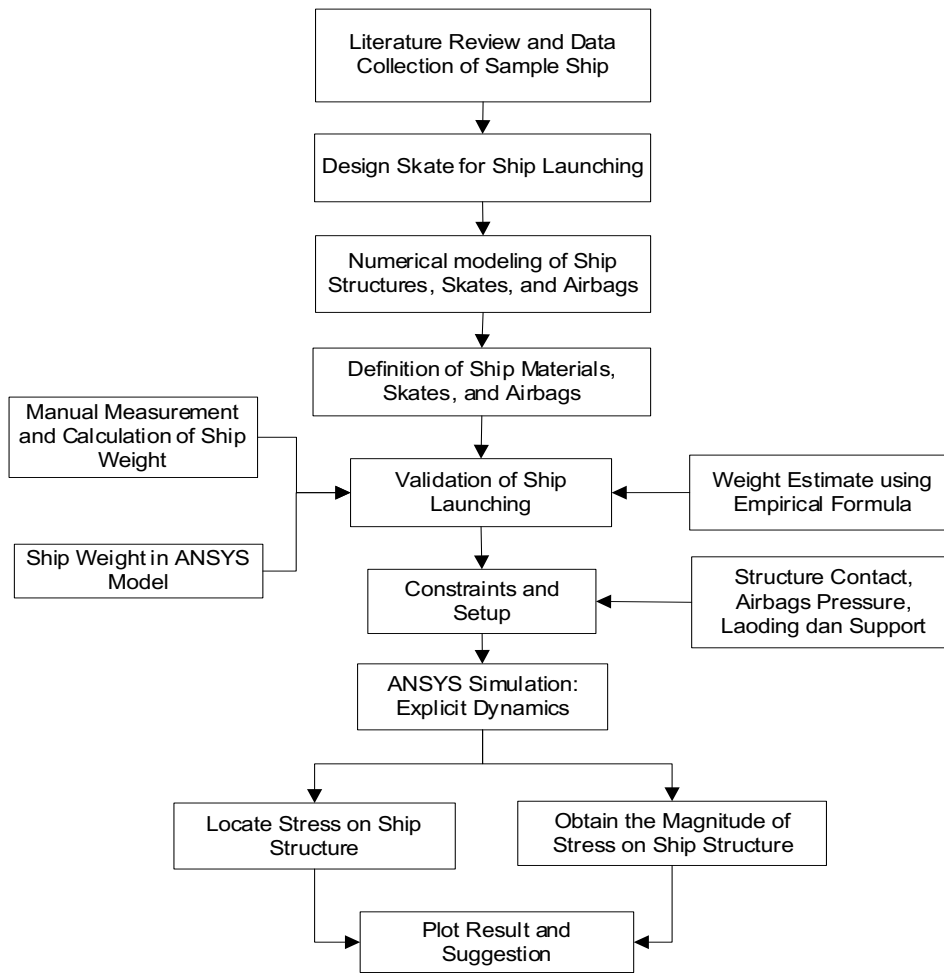 Literature Review and Data
Collection of Sample Ship
Design Skate for Ship Launching
Numerical modeling of Ship
Structures, Skates, and Airbags
Definition of Ship Materials,
Skates, and Airbags
Manual Measurement
and Calculation of Ship
Weight
Validation of Ship
Launching
Weight Estimate using
Empirical Formula
Ship Weight in ANSYS
Model
Constraints and
Setup
Structure Contact,
Airbags Pressure,
Laoding dan Support
ANSYS Simulation:
Explicit Dynamics
Locate Stress on Ship
Structure
Obtain the Magnitude of
Stress on Ship Structure
Plot Result and
Suggestion